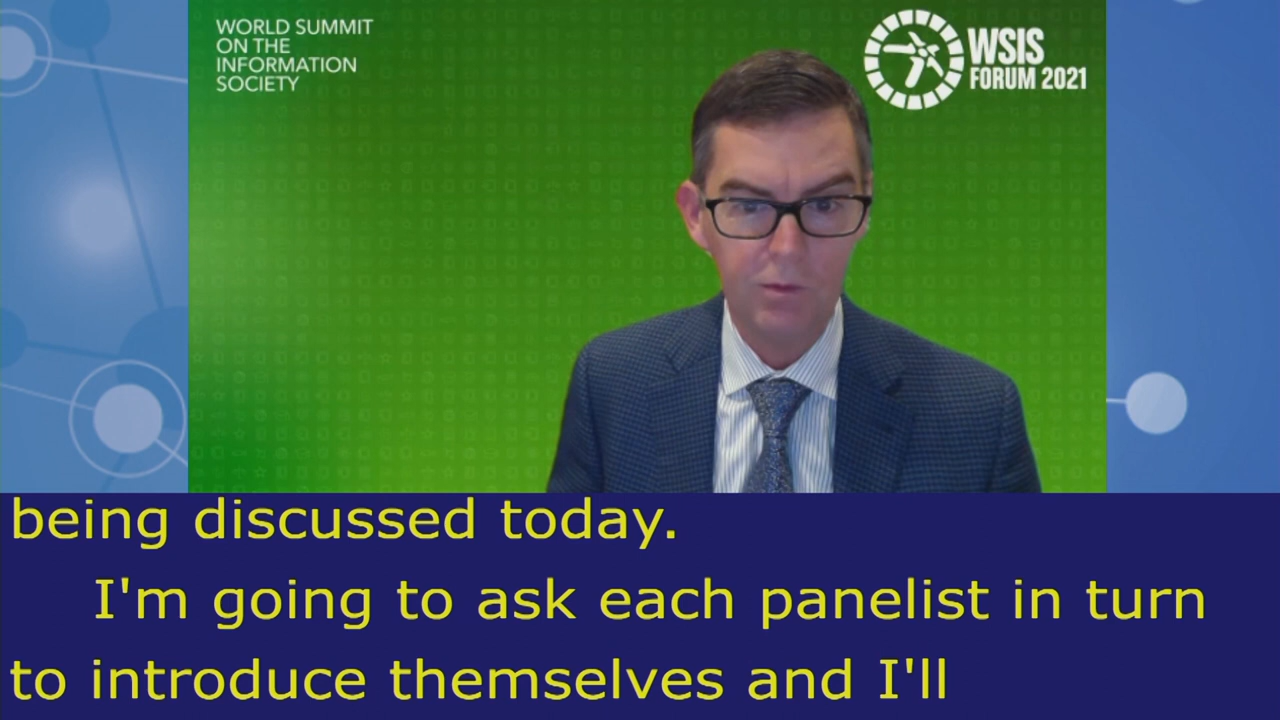 WORLD SUMMIT
ON THE
INFORMATION
SOCIETY
WSIS
FORUM 2021
being discussed today.
I'm going to ask each panelist in turn
to introduce themselves and I'll